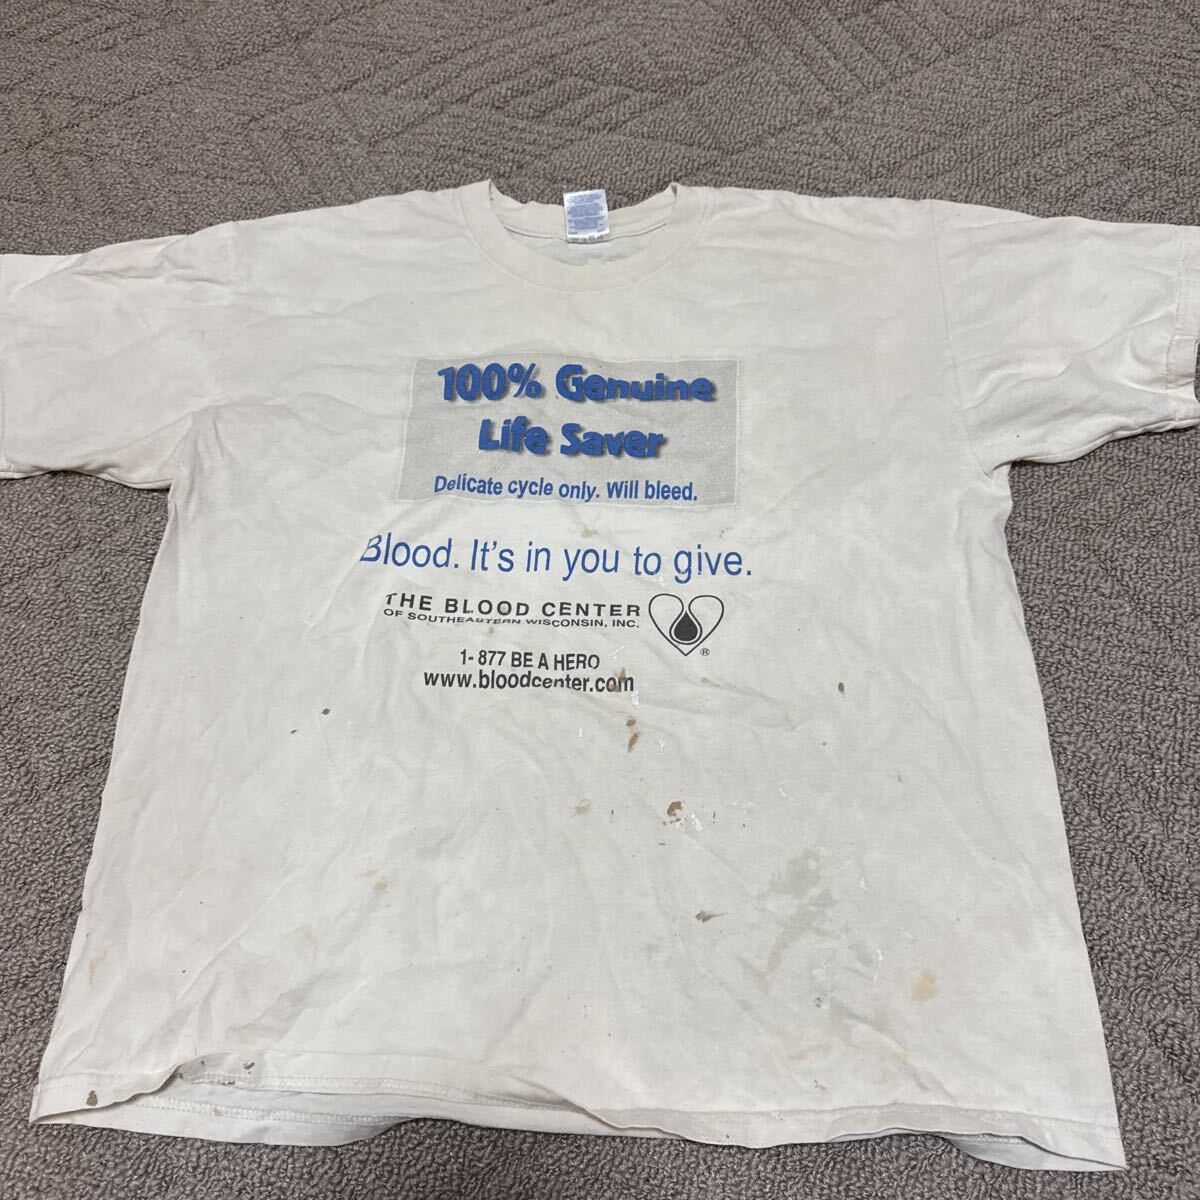 100% Genuine
Life Saver
Delicate cycle only. Will bleed.
Blood. It's in you to give.
THE BLOOD CENTER
OF SOUTHEASTERN WISCONSIN, INC.
®
1-877 BE A HERO
www.bloodcenter.com